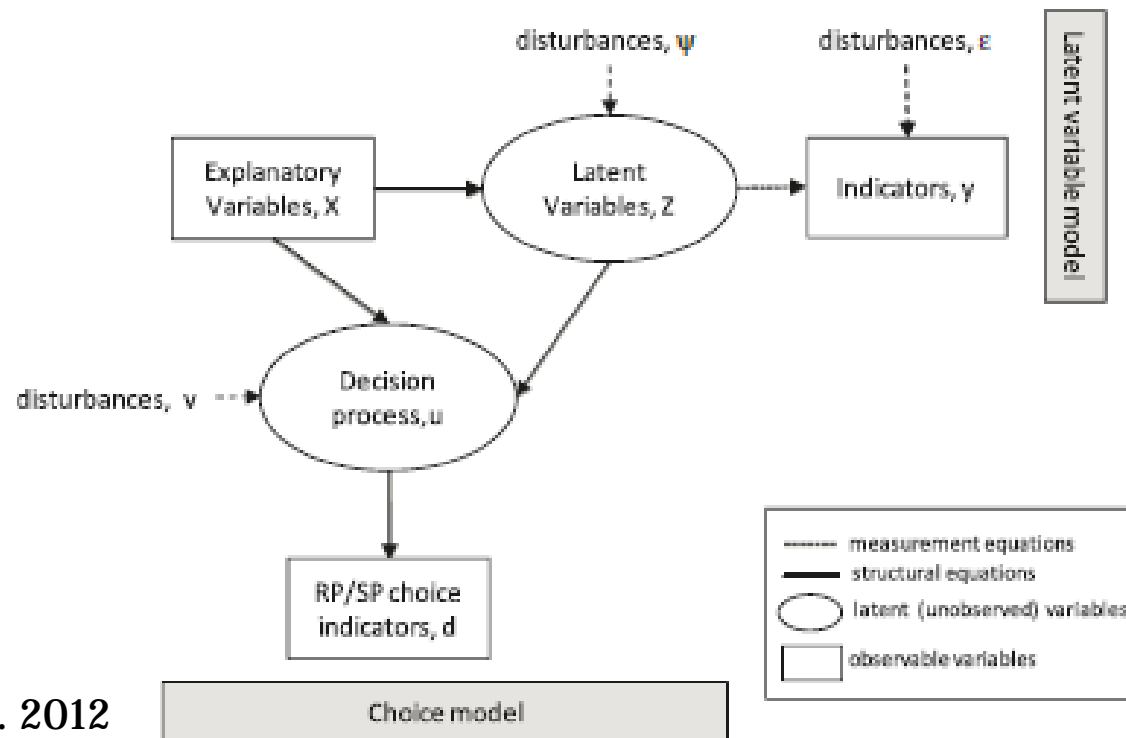 disturbances, ψ
disturbances, ε
Latent variable model
Explanatory
Variables, X
Latent
Variables, Z
Indicators, y
Decision
process, u
disturbances, v
RP/SP choice
indicators, d
measurement equations
structural equations
latent (unobserved) variables
observable variables
. 2012
Choice model